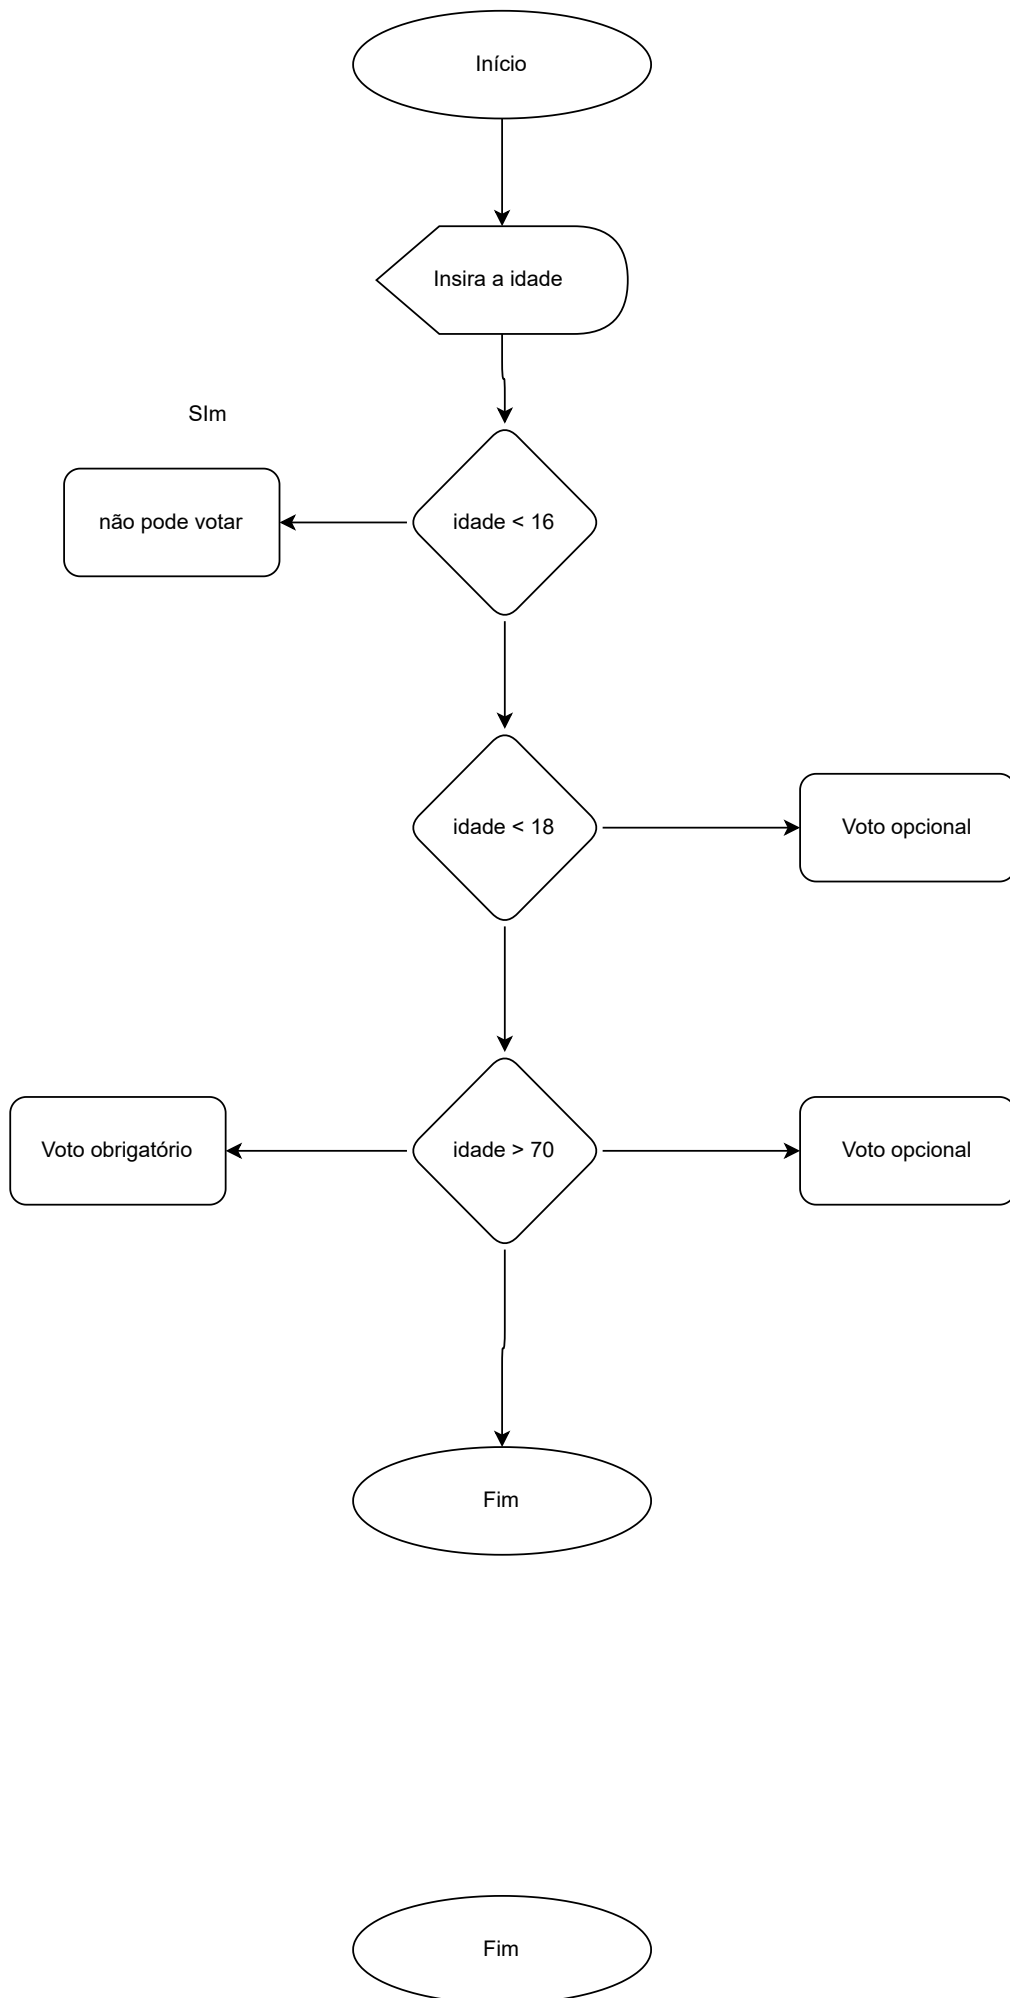 Início
Insira a idade
SIm
não pode votar
idade < 16
idade < 18
Voto opcional
Voto obrigatório
idade > 70
Voto opcional
Fim
Fim